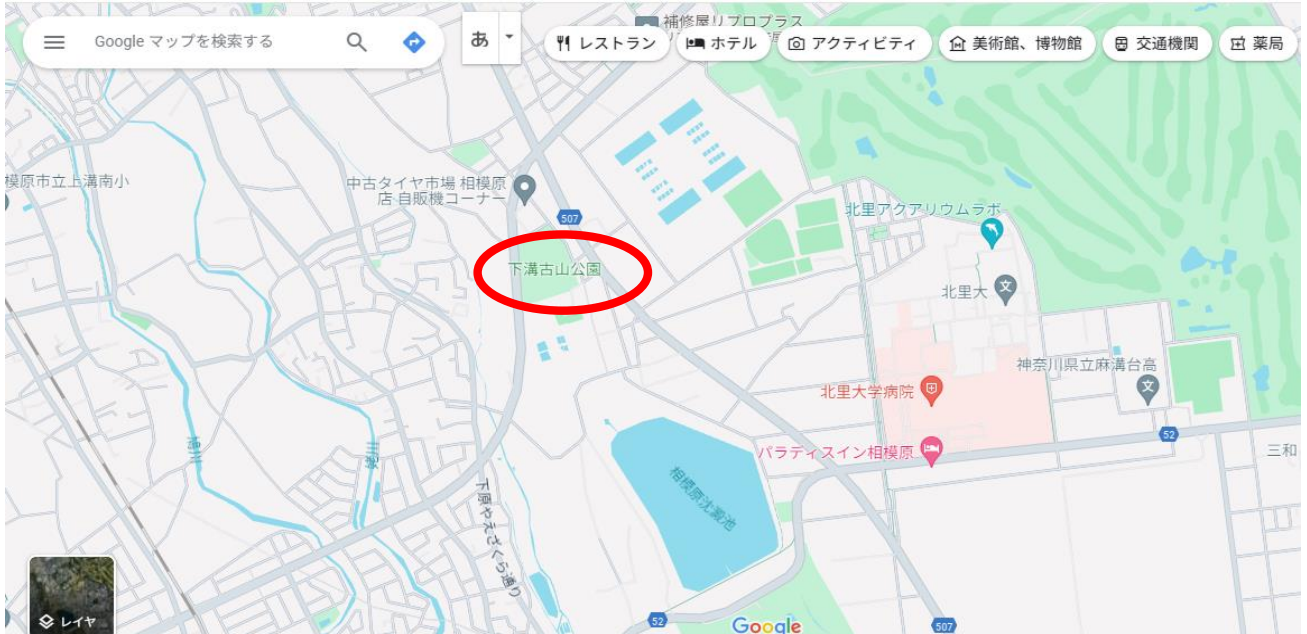 補修屋リブロプラス
Google マップを検索する
あ
レストラン
ホテル
アクティビティ
美術館、博物館
交通機関
薬局
模原市立上溝南小
中古タイヤ市場 相模原
店 自販機コーナー
507
北里アクアリウムラボ
下溝古山公園
北里大
文
神奈川県立麻溝台高
文
北里大学病院
52
パラディスイン相模原
三和
鳩川
相模原沈澱池
下原やえざくら通り
レイヤ
52
Google
507